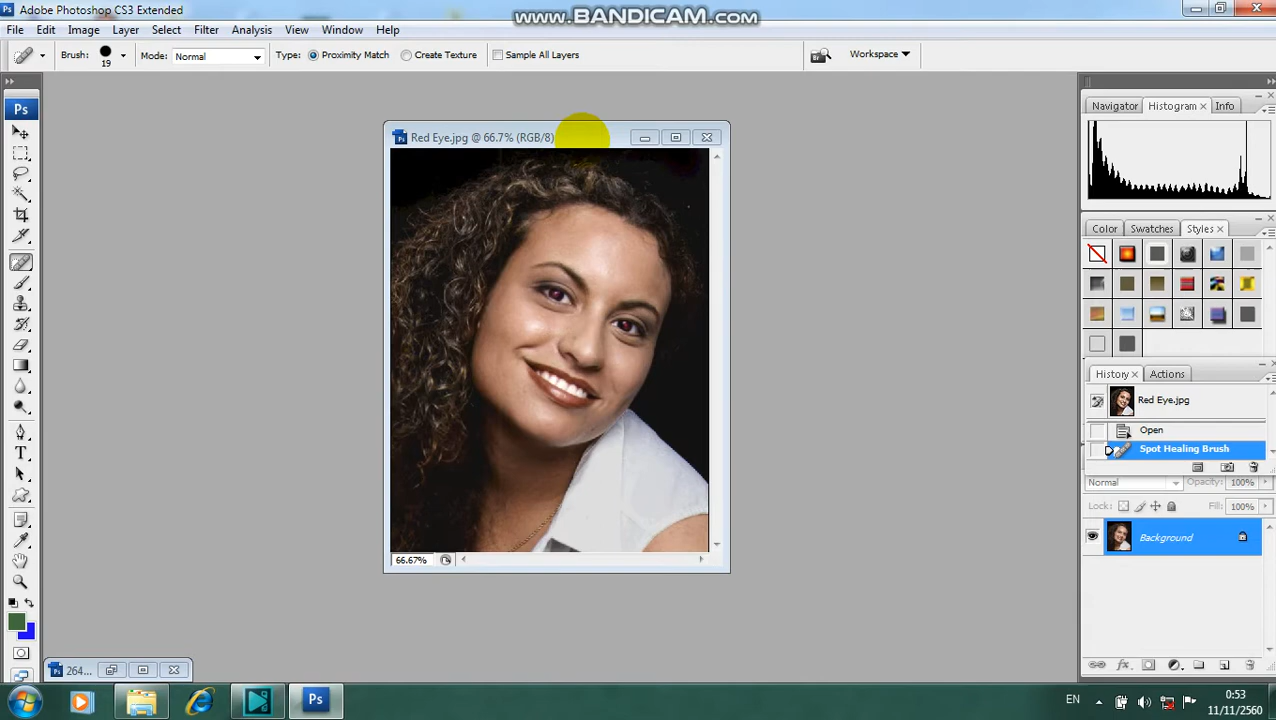 Adobe Photoshop CS3 Extended
www.BANDICAM.com
File Edit Image Layer Select Filter Analysis View Window Help
Brush: 19 Mode: Normal Type: Proximity Match Create Texture Sample All Layers Workspace
Ps
Red Eye.jpg @ 66.7% (RGB/8)
66.67%
Navigator Histogram Info
Color Swatches Styles
History Actions
Red Eye.jpg
Open
Spot Healing Brush
Normal Opacity: 100%
Lock: Fill: 100%
Background
264...
Ps
EN
0:53
11/11/2560